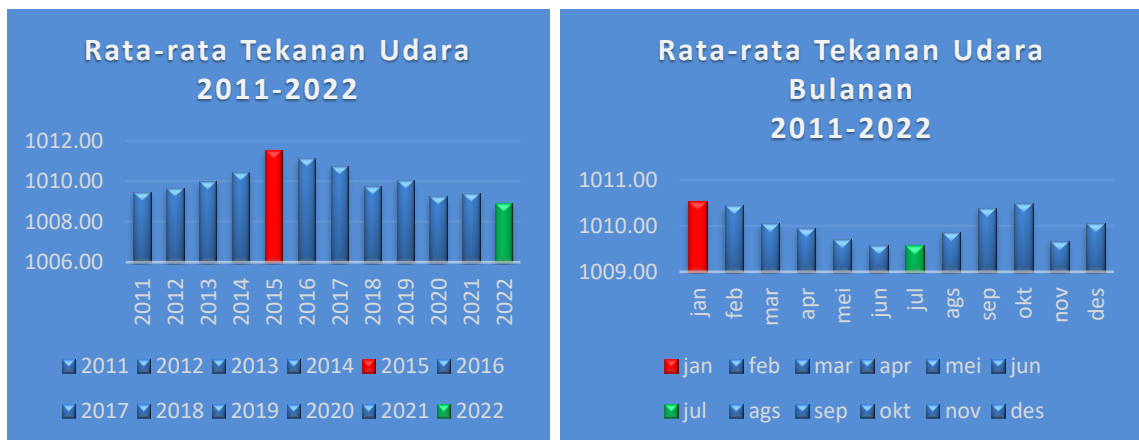 Rata-rata Tekanan Udara
2011-2022
1012.00
1010.00
1008.00
1006.00
2011 2012 2013 2014 2015 2016 2017 2018 2019 2020 2021 2022
2011 2012 2013 2014 2015 2016
2017 2018 2019 2020 2021 2022
Rata-rata Tekanan Udara
Bulanan
2011-2022
1011.00
1010.00
1009.00
jan feb mar apr mei jun jul ags sep okt nov des
jan feb mar apr mei jun
jul ags sep okt nov des